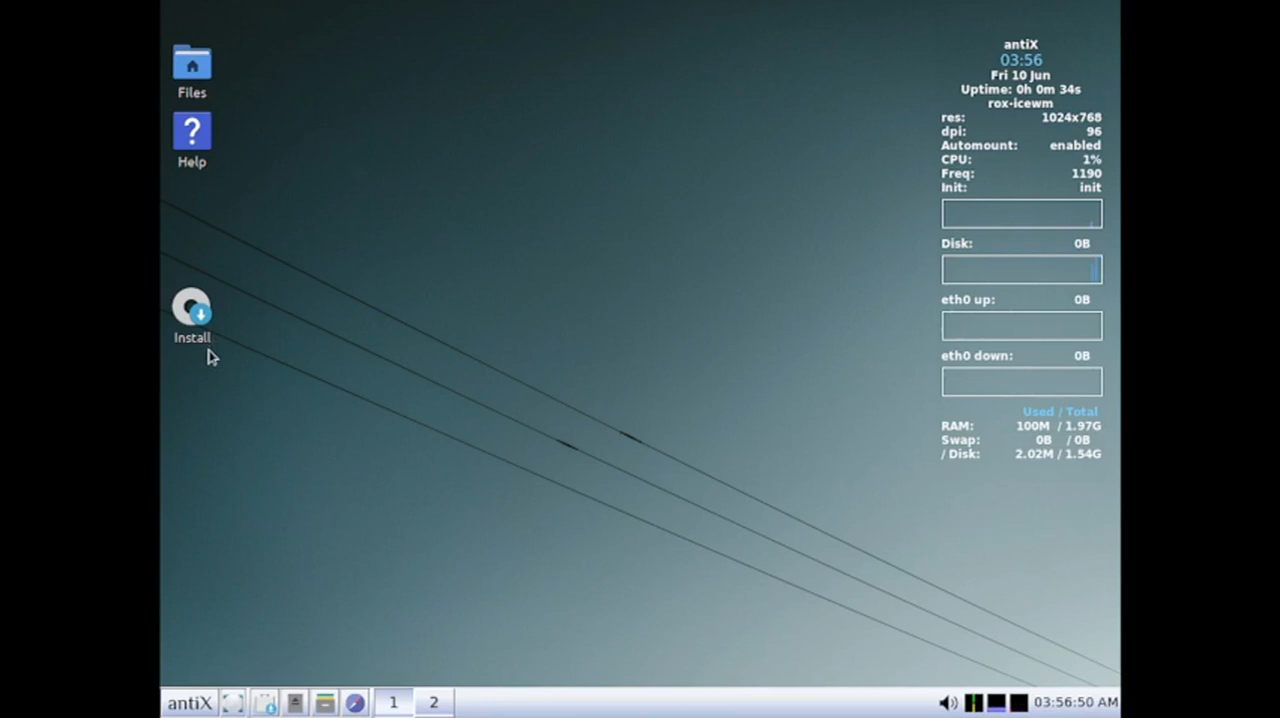 Files
Help
Install
antiX
03:56
Fri 10 Jun
Uptime: 0h 0m 34s
rox-icewm
res: 1024x768
dpi: 96
Automount: enabled
CPU: 1%
Freq: 1190
Init: init
Disk: 0B
eth0 up: 0B
eth0 down: 0B
Used / Total
RAM: 100M / 1.97G
Swap: 0B / 0B
/ Disk: 2.02M / 1.54G
antiX 1 2 03:56:50 AM